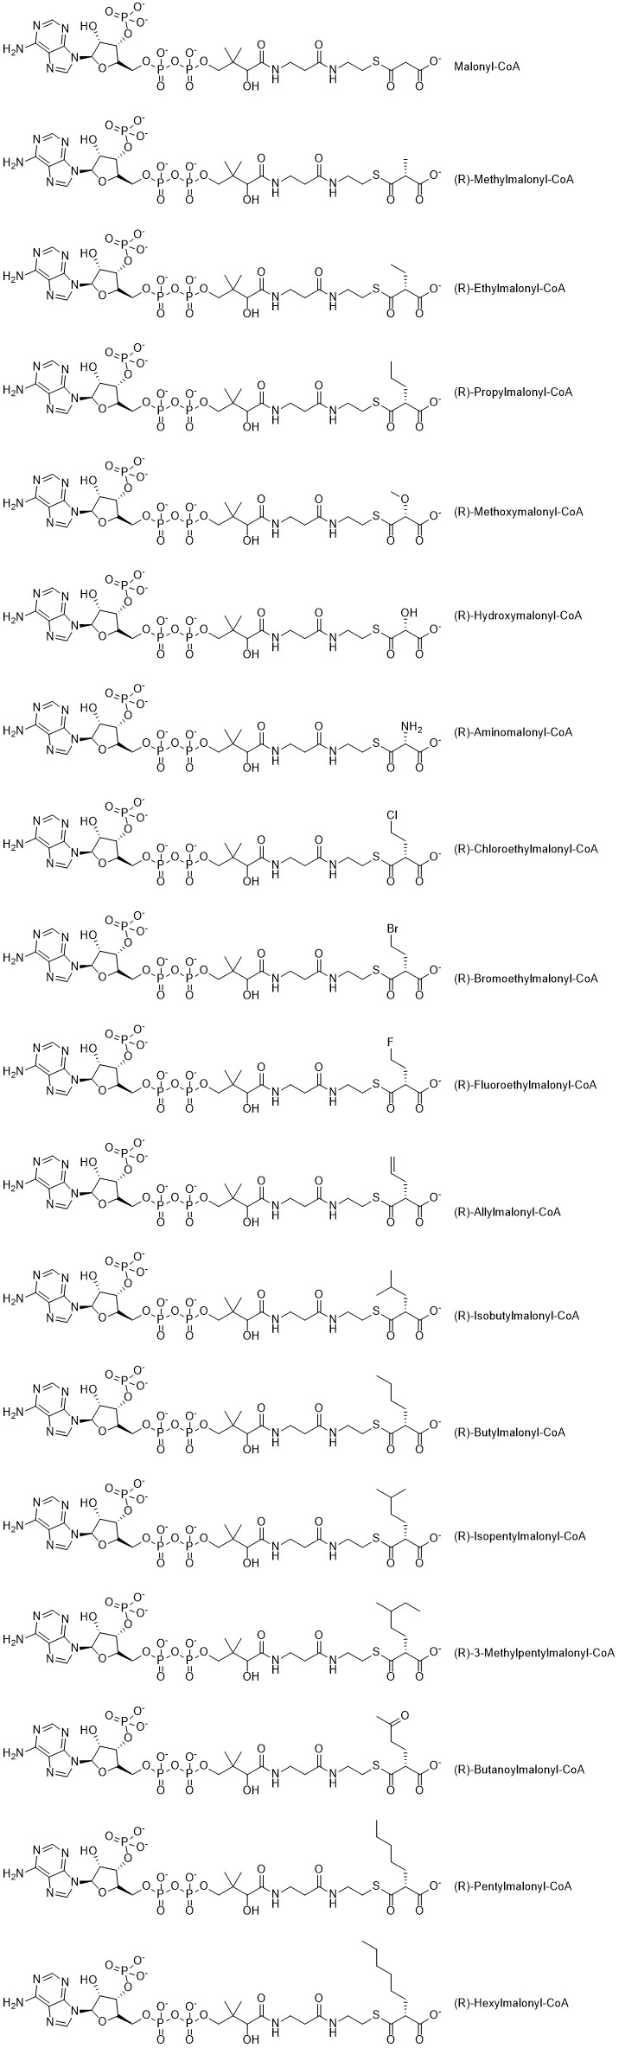 Malonyl-CoA
(R)-Methylmalonyl-CoA
(R)-Ethylmalonyl-CoA
(R)-Propylmalonyl-CoA
(R)-Methoxymalonyl-CoA
(R)-Hydroxymalonyl-CoA
(R)-Aminomalonyl-CoA
(R)-Chloroethylmalonyl-CoA
(R)-Bromoethylmalonyl-CoA
(R)-Fluoroethylmalonyl-CoA
(R)-Allylmalonyl-CoA
(R)-Isobutylmalonyl-CoA
(R)-Butylmalonyl-CoA
(R)-Isopentylmalonyl-CoA
(R)-3-Methylpentylmalonyl-CoA
(R)-Butanoylmalonyl-CoA
(R)-Pentylmalonyl-CoA
(R)-Hexylmalonyl-CoA